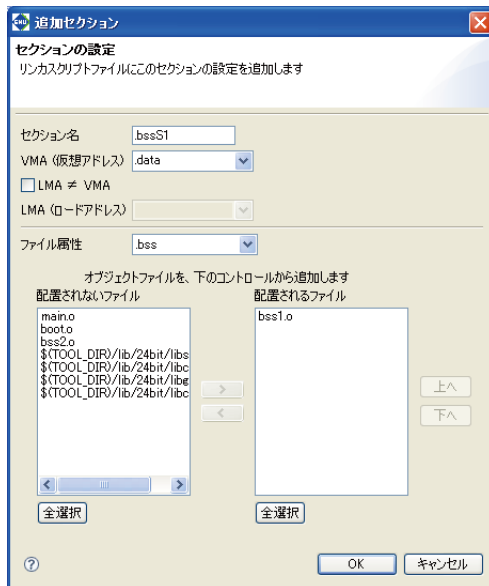 追加セクション
セクションの設定
リンカスクリプトファイルにこのセクションの設定を追加します
セクション名 .bssS1
VMA (仮想アドレス) .data
LMA ≠ VMA
LMA (ロードアドレス)
ファイル属性 .bss
オブジェクトファイルを、下のコントロールから追加します
配置されないファイル 配置されるファイル
main.o
boot.o
bss2.o
$(TOOL_DIR)/lib/24bit/libs
$(TOOL_DIR)/lib/24bit/libc
$(TOOL_DIR)/lib/24bit/libg
$(TOOL_DIR)/lib/24bit/libc
bss1.o
>
<
上へ
下へ
全選択 全選択
? OK キャンセル